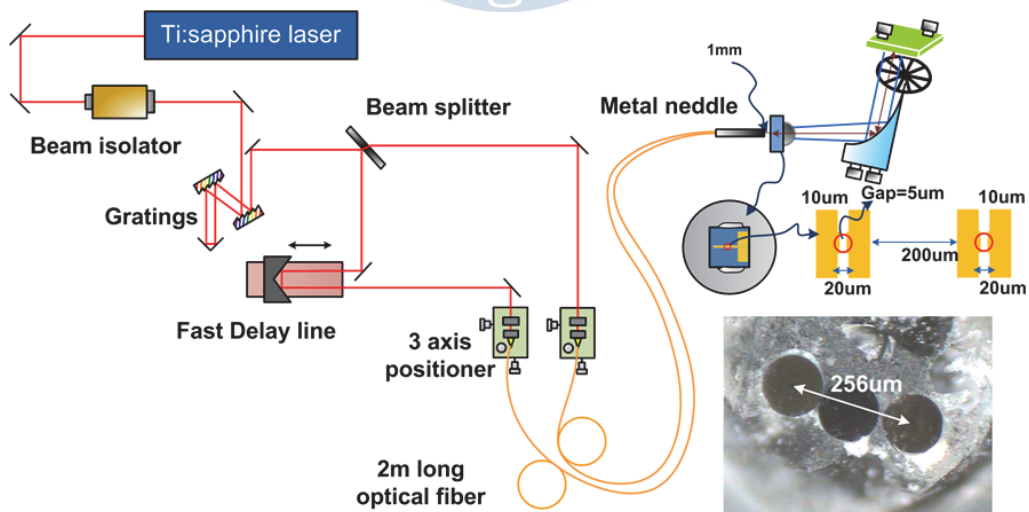 Ti:sapphire laser
1mm
Beam splitter
Metal neddle
Beam isolator
Gap=5um
10um
10um
Gratings
200um
20um
20um
Fast Delay line
3 axis
positioner
256um
2m long
optical fiber